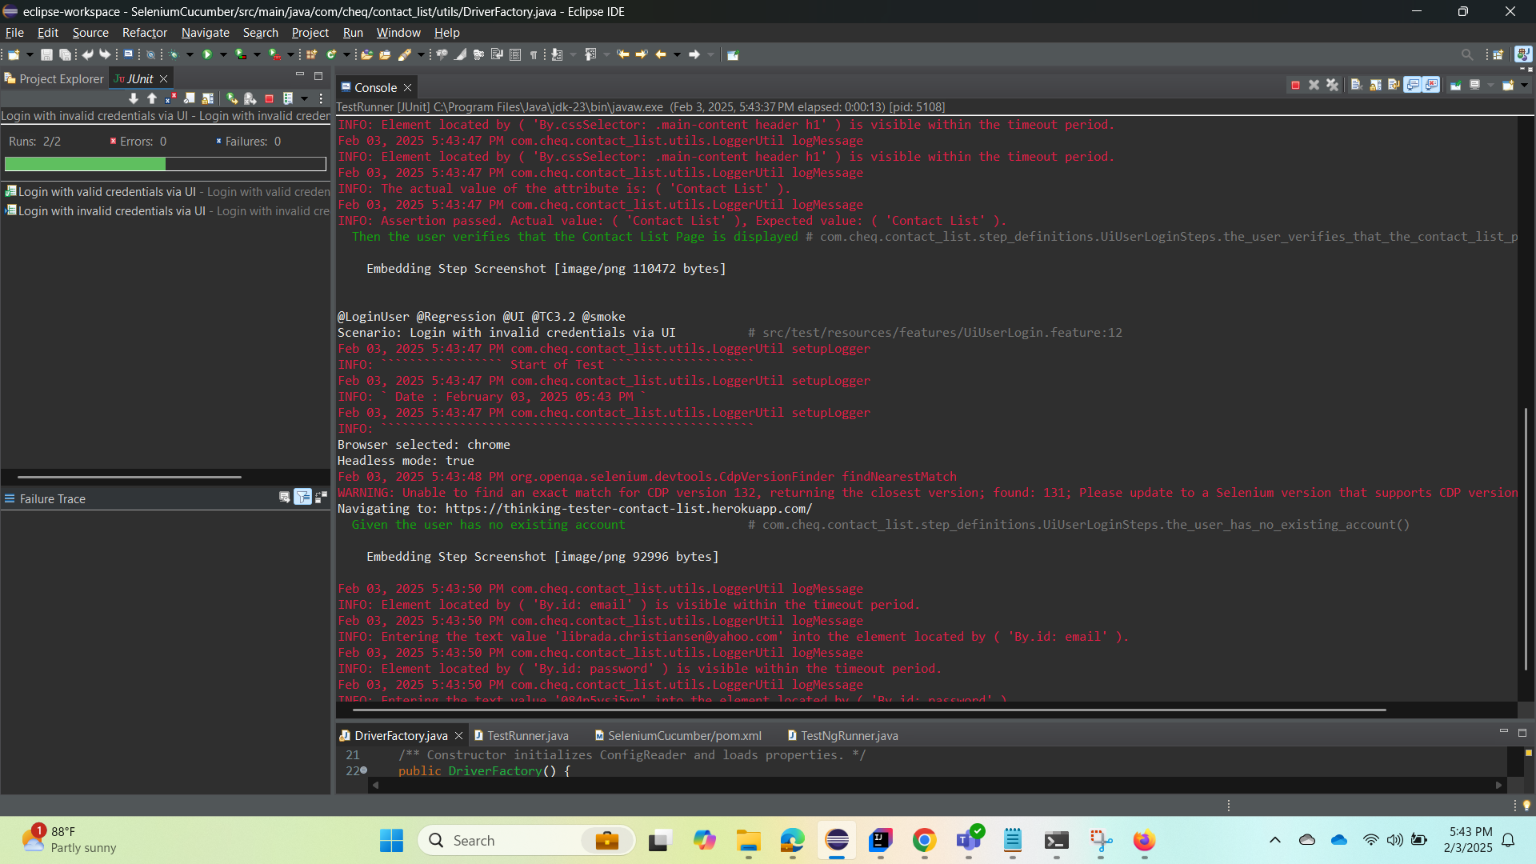 eclipse-workspace - SeleniumCucumber/src/main/java/com/cheq/contact_list/utils/DriverFactory.java - Eclipse IDE
File Edit Source Refactor Navigate Search Project Run Window Help
Project Explorer JUnit
Console
Login with invalid credentials via UI - Login with invalid creder
TestRunner [JUnit] C:\Program Files\Java\jdk-23\bin\javaw.exe (Feb 3, 2025, 5:43:37 PM elapsed: 0:00:13) [pid: 5108]
Runs: 2/2 Errors: 0 Failures: 0
Login with valid credentials via UI - Login with valid creden
Login with invalid credentials via UI - Login with invalid cre
Failure Trace
INFO: Element located by ( 'By.cssSelector: .main-content header h1' ) is visible within the timeout period.
Feb 03, 2025 5:43:47 PM com.cheq.contact_list.utils.LoggerUtil logMessage
INFO: Element located by ( 'By.cssSelector: .main-content header h1' ) is visible within the timeout period.
Feb 03, 2025 5:43:47 PM com.cheq.contact_list.utils.LoggerUtil logMessage
INFO: The actual value of the attribute is: ( 'Contact List' ).
Feb 03, 2025 5:43:47 PM com.cheq.contact_list.utils.LoggerUtil logMessage
INFO: Assertion passed. Actual value: ( 'Contact List' ), Expected value: ( 'Contact List' ).
Then the user verifies that the Contact List Page is displayed # com.cheq.contact_list.step_definitions.UiUserLoginSteps.the_user_verifies_that_the_contact_list_p
Embedding Step Screenshot [image/png 110472 bytes]
@LoginUser @Regression @UI @TC3.2 @smoke
Scenario: Login with invalid credentials via UI # src/test/resources/features/UiUserLogin.feature:12
Feb 03, 2025 5:43:47 PM com.cheq.contact_list.utils.LoggerUtil setupLogger
INFO: ````````````````` Start of Test ````````````````````
Feb 03, 2025 5:43:47 PM com.cheq.contact_list.utils.LoggerUtil setupLogger
INFO: ` Date : February 03, 2025 05:43 PM `
Feb 03, 2025 5:43:47 PM com.cheq.contact_list.utils.LoggerUtil setupLogger
INFO: ````````````````````````````````````````````````````
Browser selected: chrome
Headless mode: true
Feb 03, 2025 5:43:48 PM org.openqa.selenium.devtools.CdpVersionFinder findNearestMatch
WARNING: Unable to find an exact match for CDP version 132, returning the closest version; found: 131; Please update to a Selenium version that supports CDP version
Navigating to: https://thinking-tester-contact-list.herokuapp.com/
Given the user has no existing account # com.cheq.contact_list.step_definitions.UiUserLoginSteps.the_user_has_no_existing_account()
Embedding Step Screenshot [image/png 92996 bytes]
Feb 03, 2025 5:43:50 PM com.cheq.contact_list.utils.LoggerUtil logMessage
INFO: Element located by ( 'By.id: email' ) is visible within the timeout period.
Feb 03, 2025 5:43:50 PM com.cheq.contact_list.utils.LoggerUtil logMessage
INFO: Entering the text value 'librada.christiansen@yahoo.com' into the element located by ( 'By.id: email' ).
Feb 03, 2025 5:43:50 PM com.cheq.contact_list.utils.LoggerUtil logMessage
INFO: Element located by ( 'By.id: password' ) is visible within the timeout period.
Feb 03, 2025 5:43:50 PM com.cheq.contact_list.utils.LoggerUtil logMessage
INFO: Entering the text value into the element located by ( 'By.id: password' )
DriverFactory.java TestRunner.java SeleniumCucumber/pom.xml TestNgRunner.java
21 /** Constructor initializes ConfigReader and loads properties. */
22 public DriverFactory() {
1 88°F
Partly sunny
Search
5:43 PM
2/3/2025